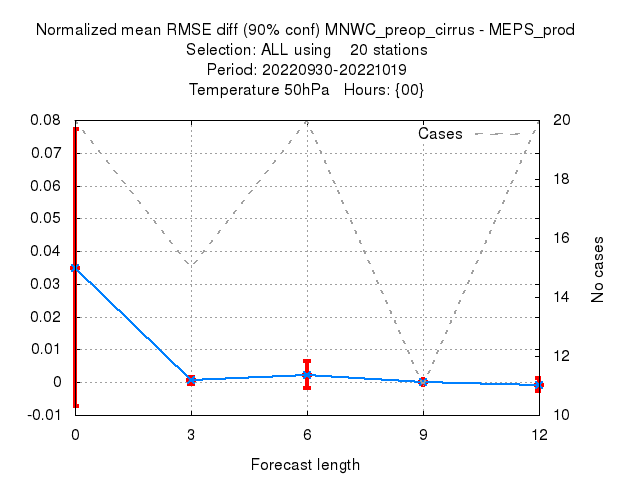 Normalized mean RMSE diff (90% conf) MNWC_preop_cirrus - MEPS_prod
Selection: ALL using 20 stations
Period: 20220930-20221019
Temperature 50hPa Hours: {00}
Cases
0.08
0.07
0.06
0.05
0.04
0.03
0.02
0.01
0
-0.01
20
18
16
14
12
10
No cases
0 3 6 9 12
Forecast length